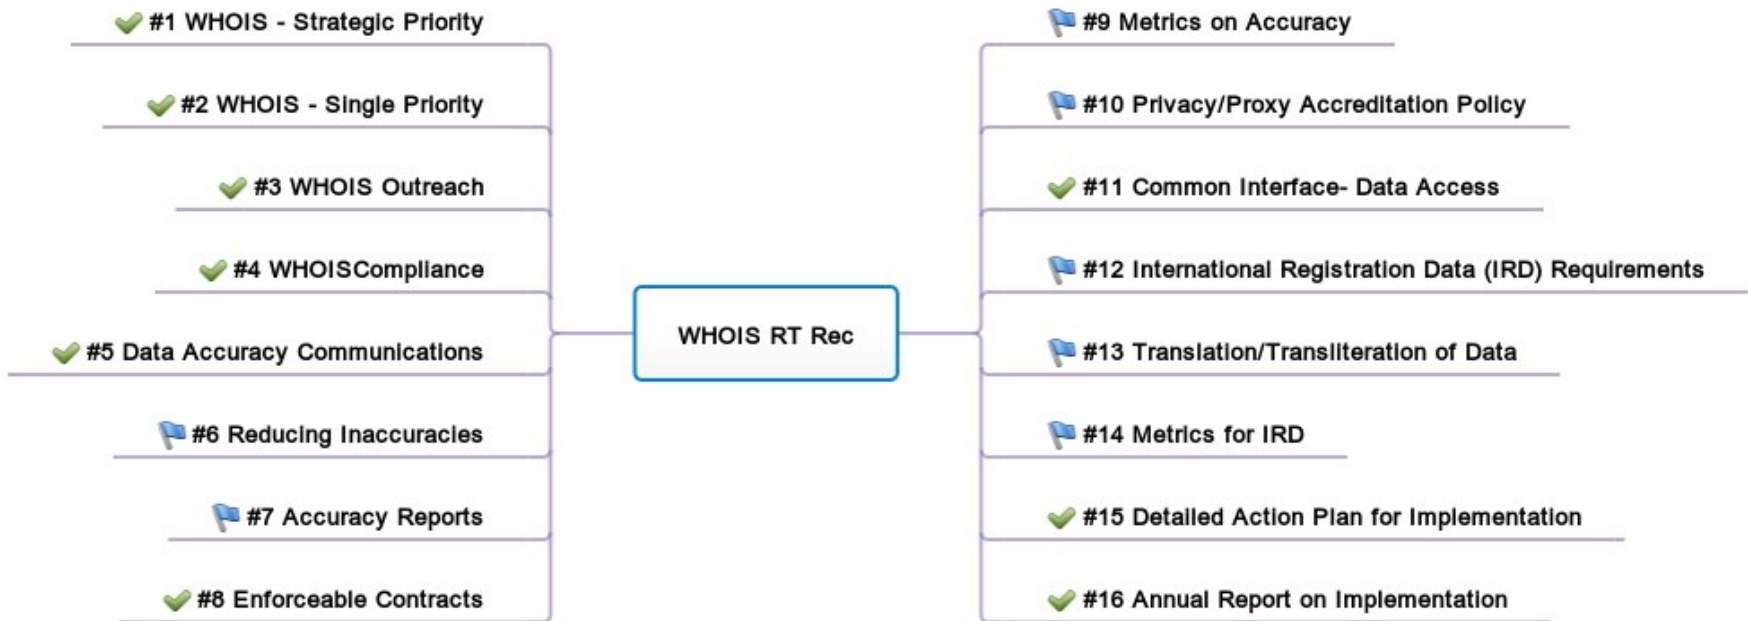 #1 WHOIS - Strategic Priority
#2 WHOIS - Single Priority
#3 WHOIS Outreach
#4 WHOISCompliance
#5 Data Accuracy Communications
#6 Reducing Inaccuracies
#7 Accuracy Reports
#8 Enforceable Contracts
WHOIS RT Rec
#9 Metrics on Accuracy
#10 Privacy/Proxy Accreditation Policy
#11 Common Interface- Data Access
#12 International Registration Data (IRD) Requirements
#13 Translation/Transliteration of Data
#14 Metrics for IRD
#15 Detailed Action Plan for Implementation
#16 Annual Report on Implementation